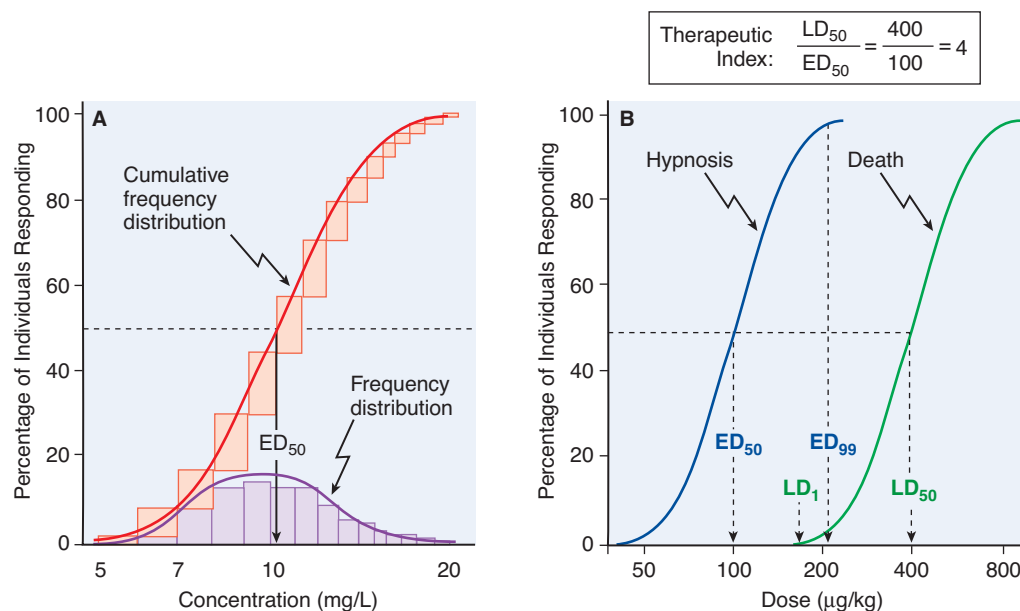 Therapeutic Index: LD50/ED50 = 400/100 = 4
A
Percentage of Individuals Responding
100
80
60
40
20
0
Cumulative
frequency
distribution
Frequency
distribution
ED50
5 7 10 20
Concentration (mg/L)
B
Percentage of Individuals Responding
100
80
60
40
20
0
Hypnosis
Death
ED50
ED99
LD1
LD50
50 100 200 400 800
Dose (μg/kg)